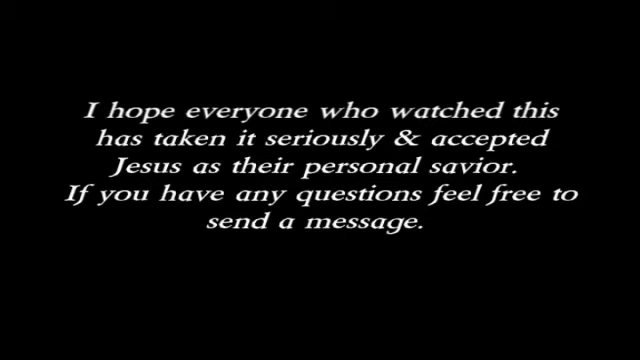 I hope everyone who watched this
has taken it seriously & accepted
Jesus as their personal savior.
If you have any questions feel free to
send a message.